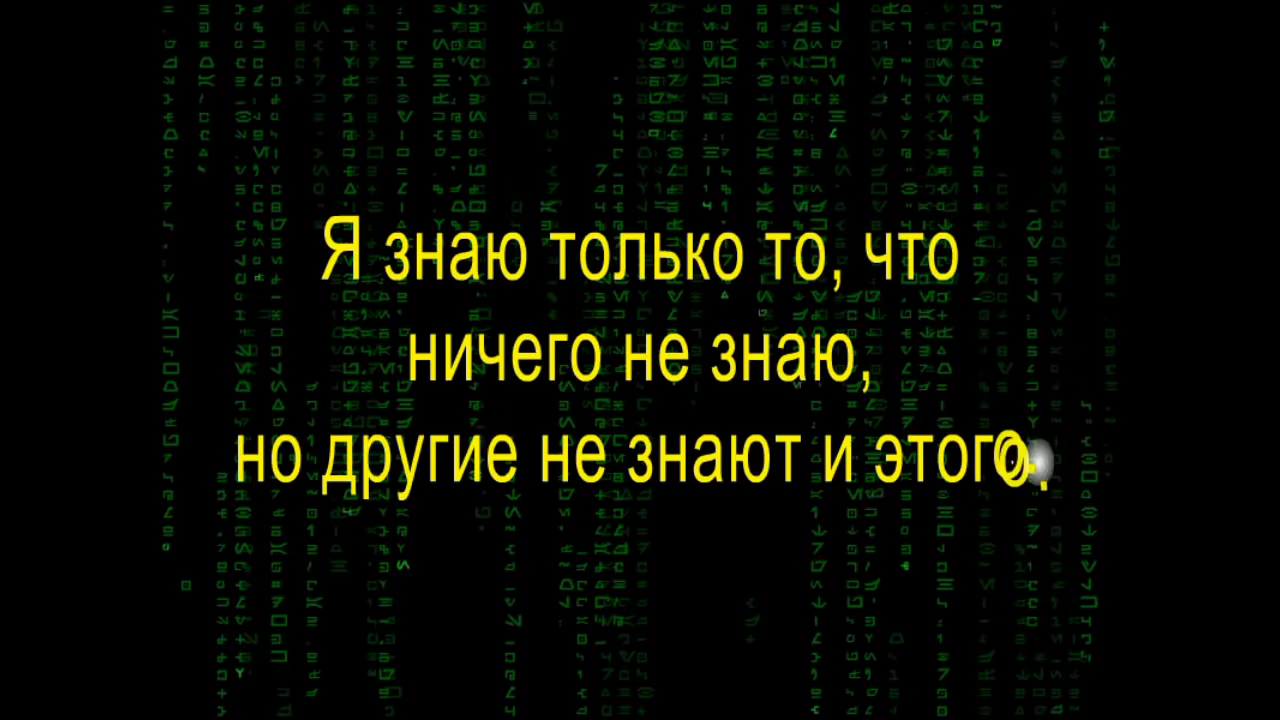 Я знаю только то, что
ничего не знаю,
но другие не знают и этого.